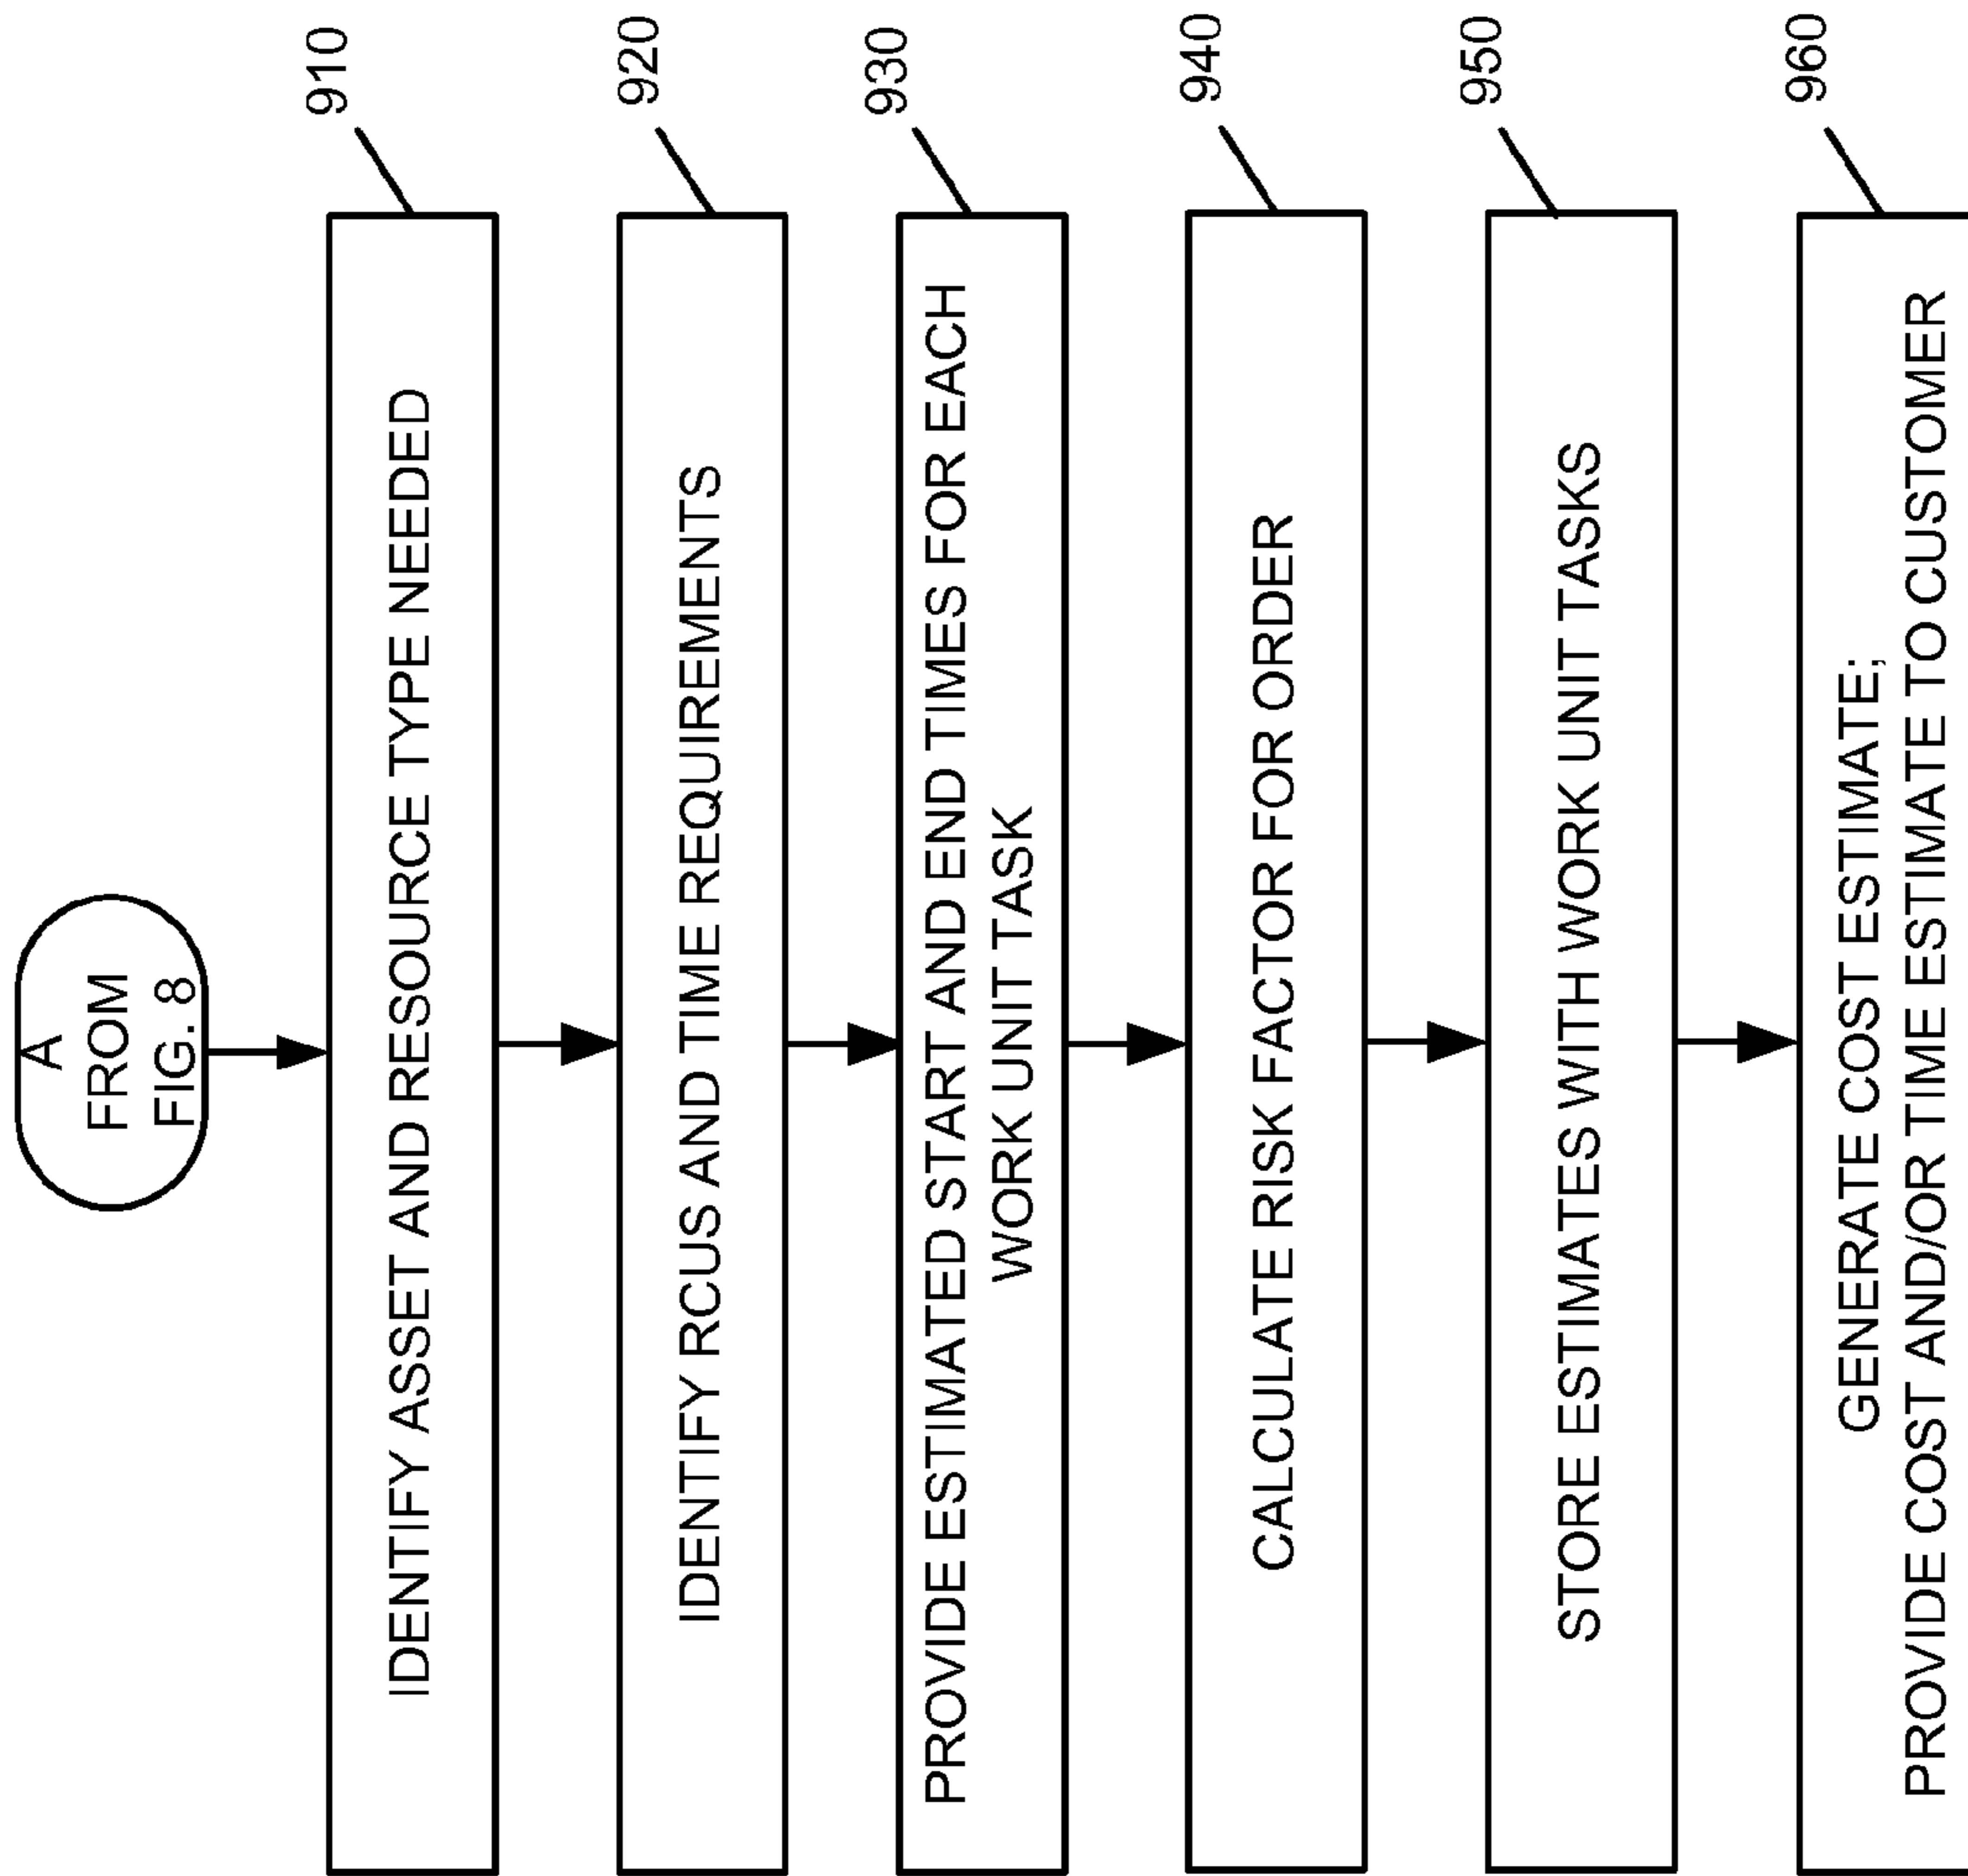 A
FROM
FIG. 8
910
IDENTIFY ASSET AND RESOURCE TYPE NEEDED
920
IDENTIFY RCUS AND TIME REQUIREMENTS
930
PROVIDE ESTIMATED START AND END TIMES FOR EACH
WORK UNIT TASK
940
CALCULATE RISK FACTOR FOR ORDER
950
STORE ESTIMATES WITH WORK UNIT TASKS
960
GENERATE COST ESTIMATE;
PROVIDE COST AND/OR TIME ESTIMATE TO CUSTOMER